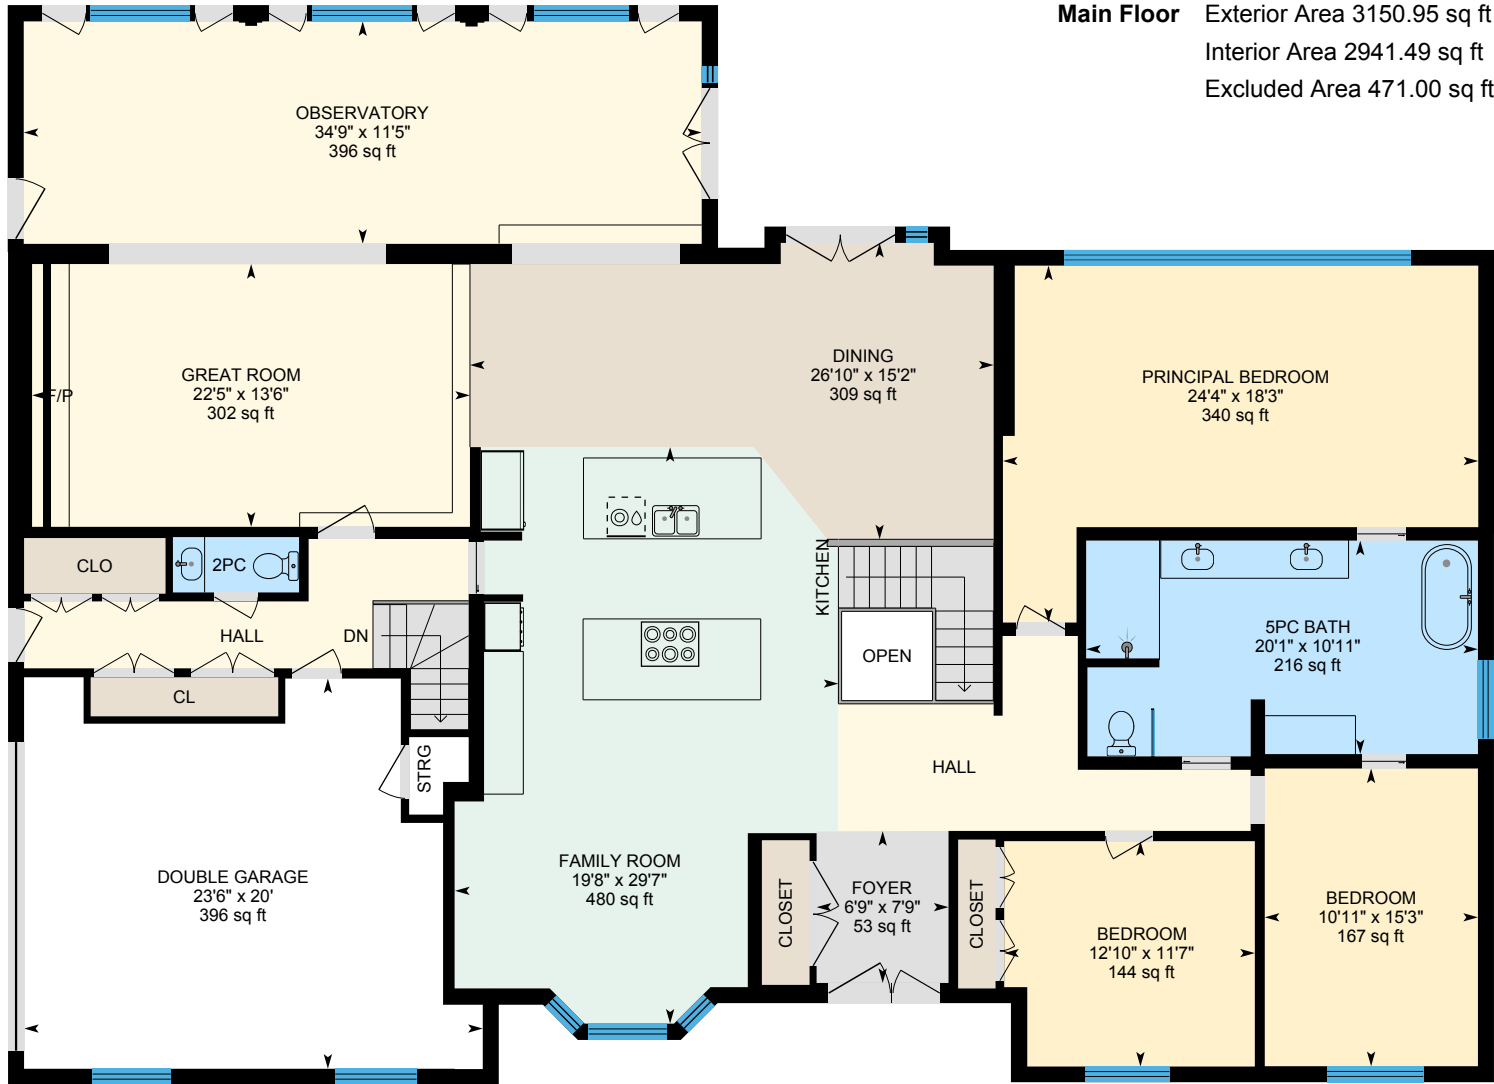 Main Floor Exterior Area 3150.95 sq ft
Interior Area 2941.49 sq ft
Excluded Area 471.00 sq ft
OBSERVATORY
34'9" x 11'5"
396 sq ft
GREAT ROOM
22'5" x 13'6"
302 sq ft
F/P
DINING
26'10" x 15'2"
309 sq ft
PRINCIPAL BEDROOM
24'4" x 18'3"
340 sq ft
CLO
2PC
HALL
DN
KITCHEN
OPEN
5PC BATH
20'1" x 10'11"
216 sq ft
CL
STRG
HALL
DOUBLE GARAGE
23'6" x 20'
396 sq ft
FAMILY ROOM
19'8" x 29'7"
480 sq ft
CLOSET
FOYER
6'9" x 7'9"
53 sq ft
CLOSET
BEDROOM
12'10" x 11'7"
144 sq ft
BEDROOM
10'11" x 15'3"
167 sq ft